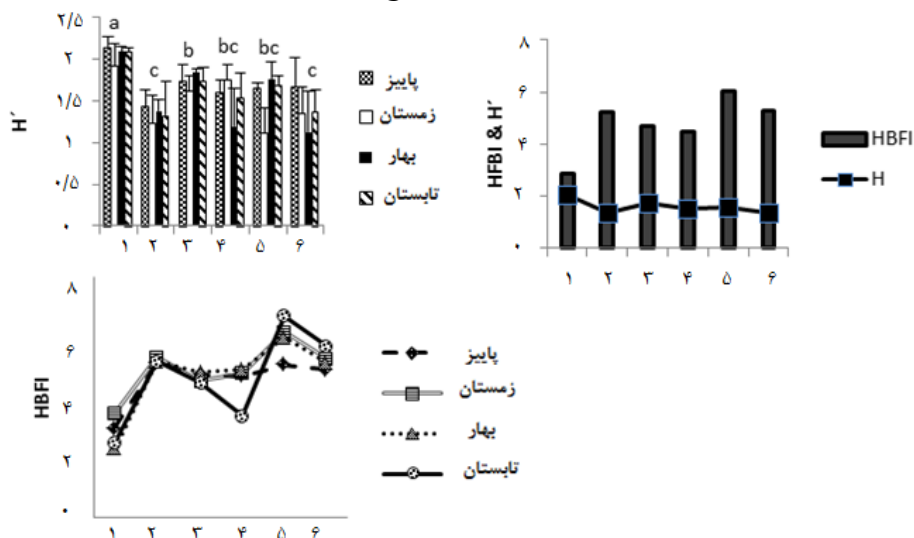 ۲/۵
۲
۱/۵
۱
۰/۵
۰
H´
a
c
b
bc
bc
c
۱ ۲ ۳ ۴ ۵ ۶
پاییز
زمستان
بهار
تابستان
۸
۶
۴
۲
۰
HFBI & H´
۱ ۲ ۳ ۴ ۵ ۶
HBFI
H
۸
۶
۴
۲
۰
HBFI
۱ ۲ ۳ ۴ ۵ ۶
پاییز
زمستان
بهار
تابستان